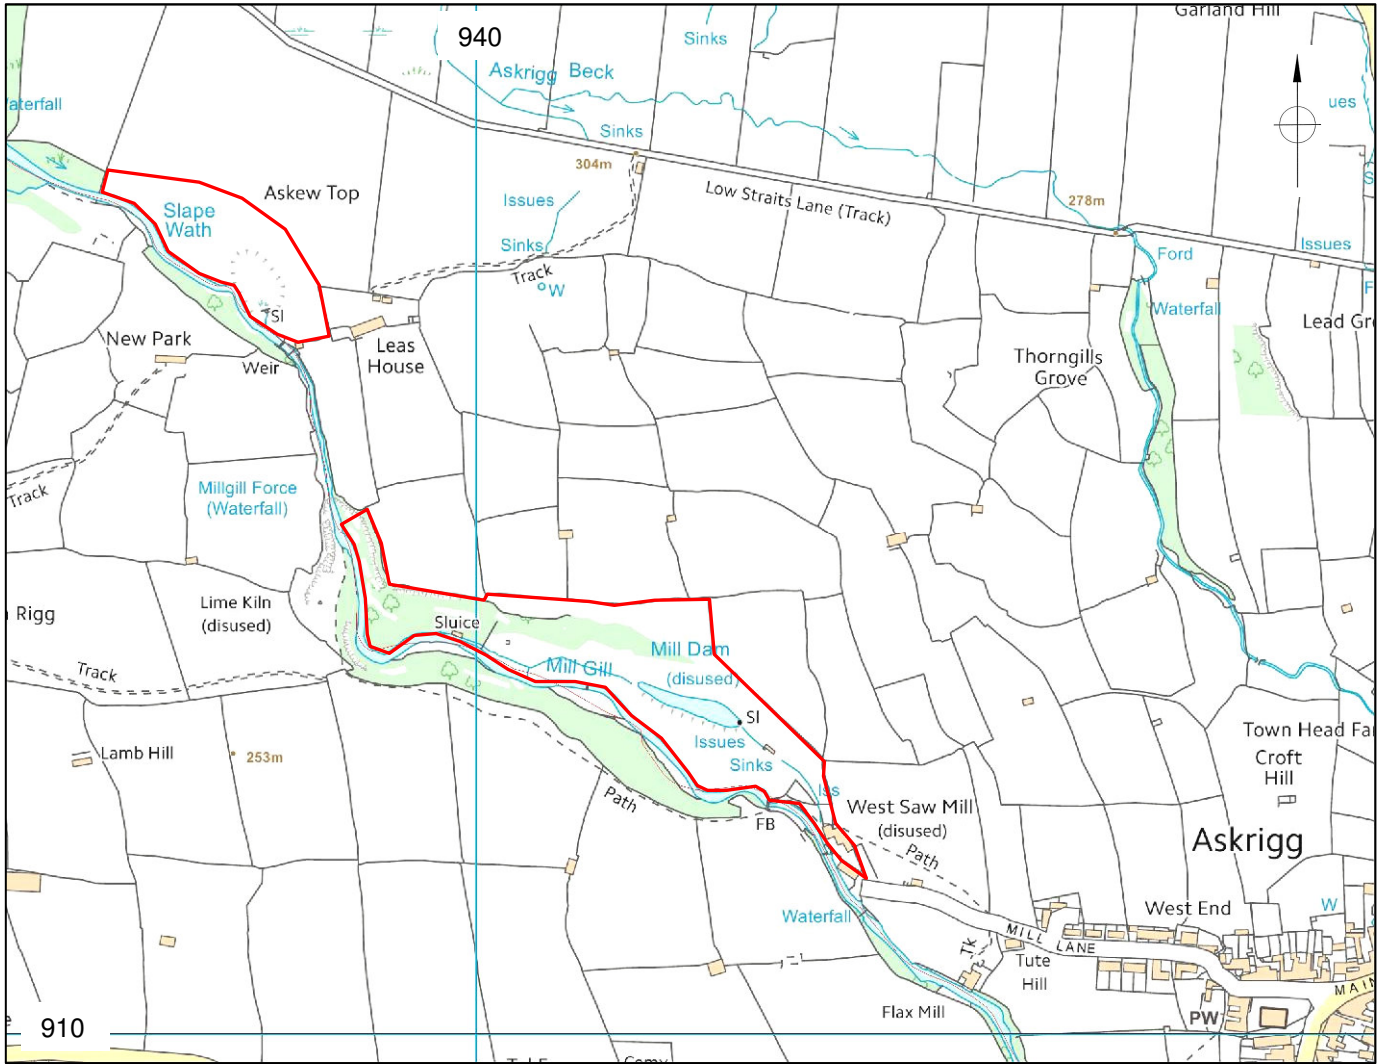 Garland Hill
940
Sinks
Askrigg Beck
aterfall
ues
Sinks
304m
Low Straits Lane (Track)
278m
Askew Top
Issues
Slape
Wath
Sinks
Ford
Issues
Track
W
Waterfall
SI
Lead Gr
New Park
Leas
House
Weir
Thorngills
Grove
Track
Millgill Force
(Waterfall)
Rigg
Lime Kiln
(disused)
Sluice
Mill Dam
(disused)
Mill Gill
Track
SI
Issues
Town Head Fa
Croft
Hill
Lamb Hill
253m
Sinks
Iss
Path
West Saw Mill
(disused)
FB
Path
Askrigg
Waterfall
West End
W
MILL LANE
Tk
Tute
Hill
Flax Mill
MAIN
PW
910